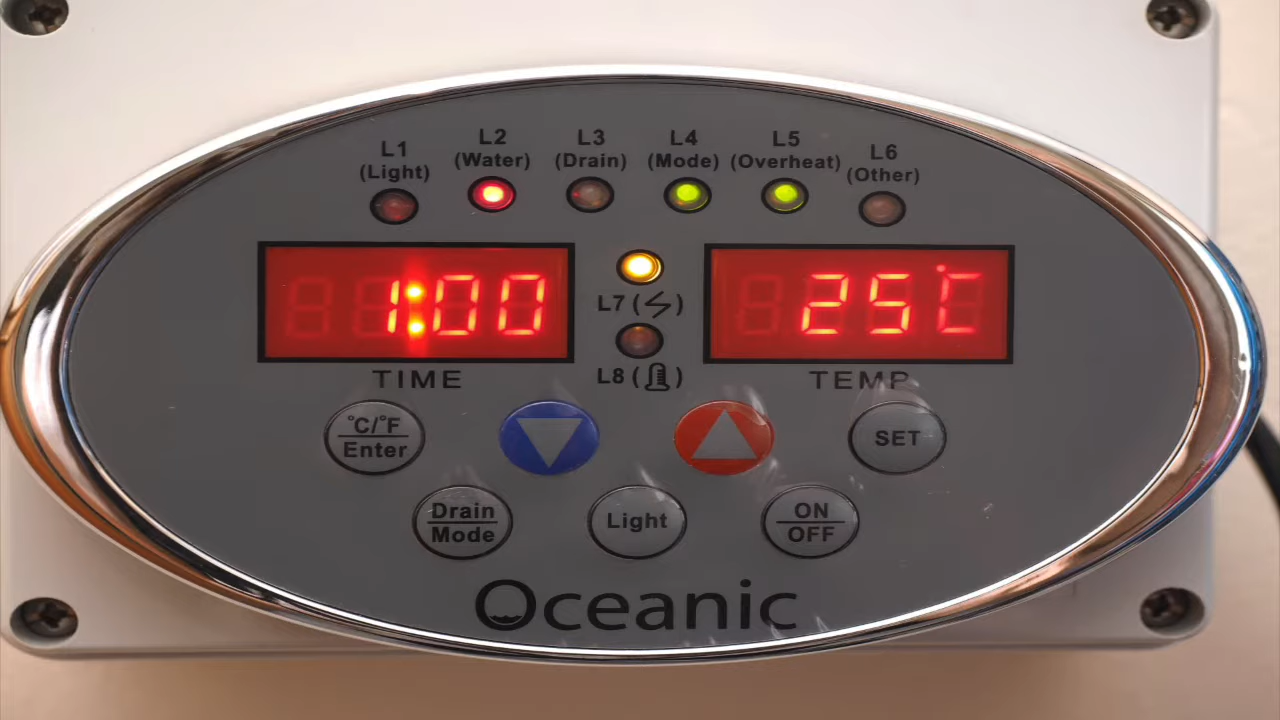 L1 L2 L3 L4 L5 L6
(Light) (Water) (Drain) (Mode) (Overheat) (Other)
1:00 25°C
L7 ( )
L8 ( )
TIME TEMP
°C/°F
Enter
SET
Drain
Mode
Light
ON
OFF
Oceanic